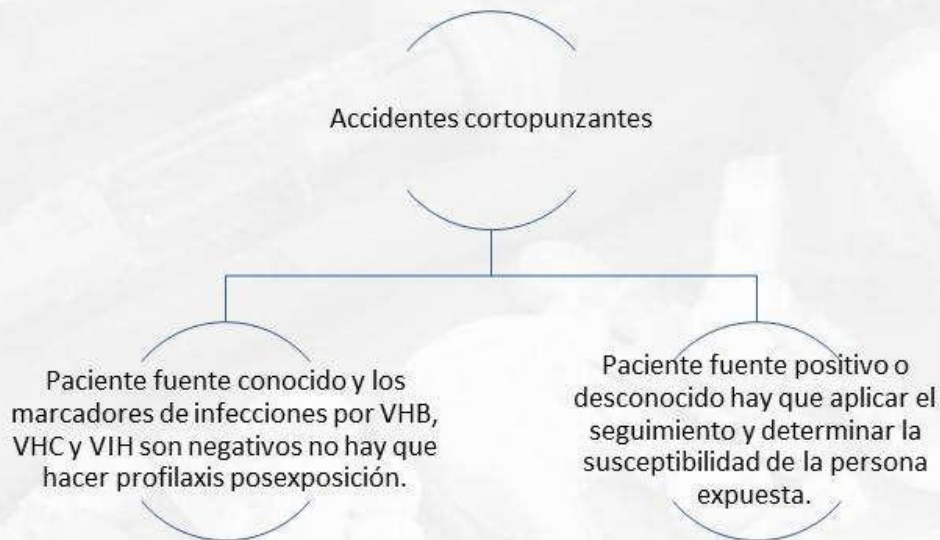 Accidentes cortopunzantes
Paciente fuente conocido y los
marcadores de infecciones por VHB,
VHC y VIH son negativos no hay que
hacer profilaxis posexposición.
Paciente fuente positivo o
desconocido hay que aplicar el
seguimiento y determinar la
susceptibilidad de la persona
expuesta.